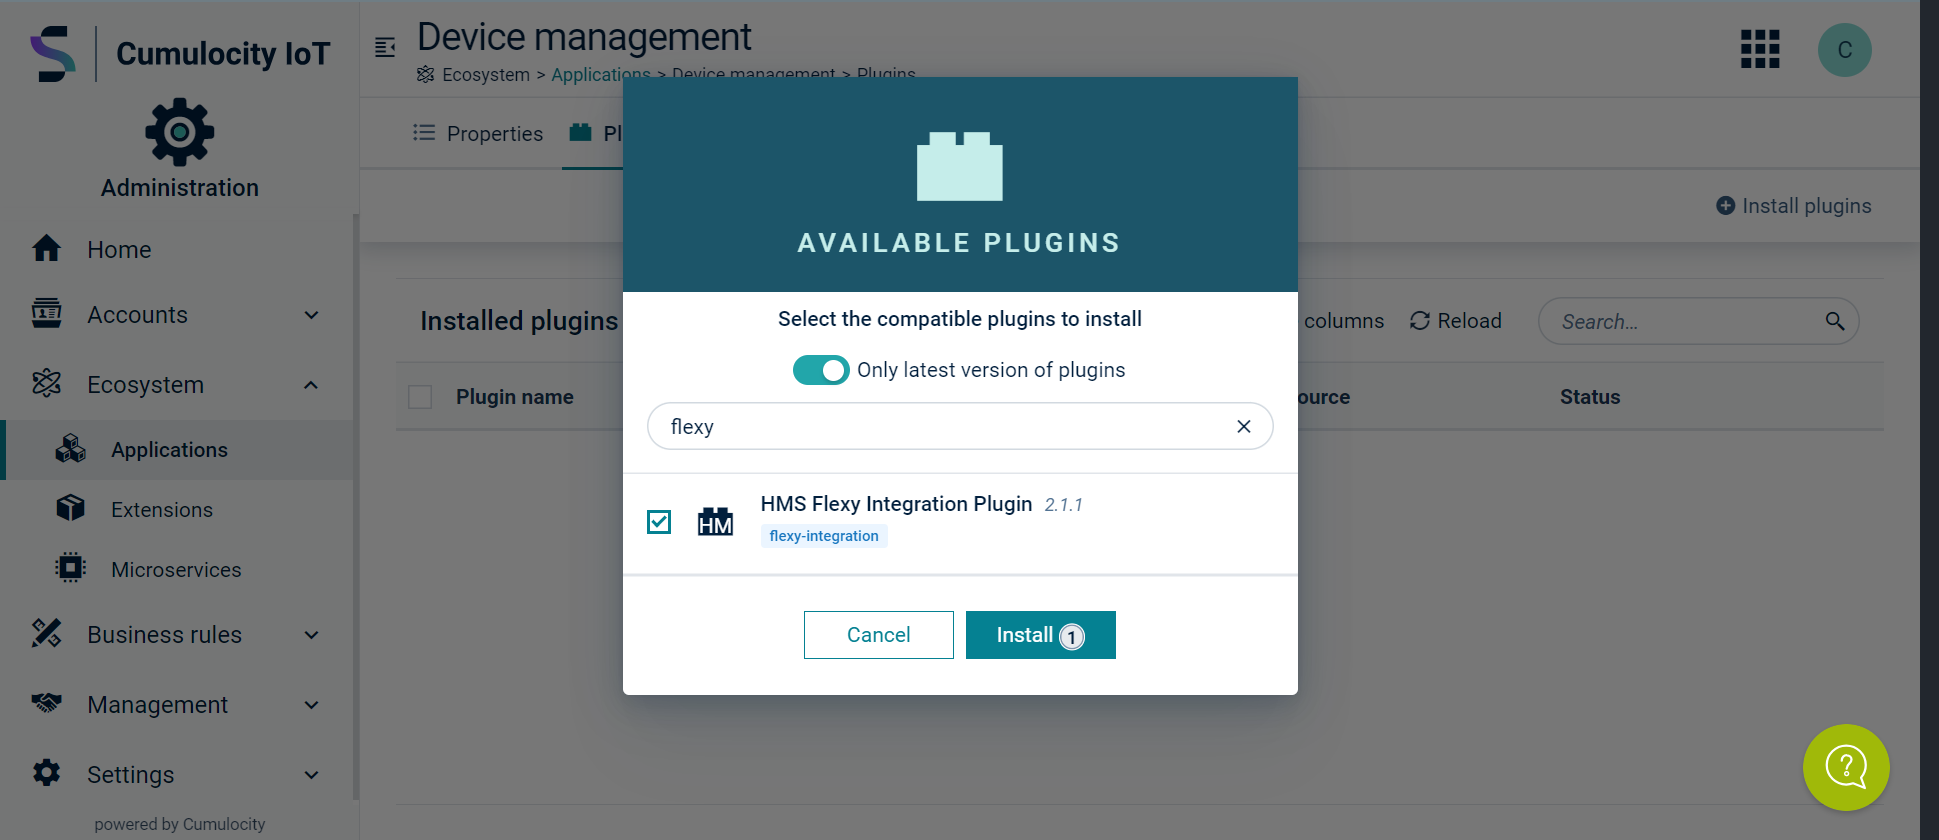 Cumulocity IoT
Administration
Home
Accounts
Ecosystem
Applications
Extensions
Microservices
Business rules
Management
Settings
powered by Cumulocity
Device management
Ecosystem > Applications > Device management > Plugins
Properties
Pl
Install plugins
Installed plugins
columns
Reload
Search...
Plugin name
ource
Status
AVAILABLE PLUGINS
Select the compatible plugins to install
Only latest version of plugins
flexy
HM
HMS Flexy Integration Plugin 2.1.1
flexy-integration
Cancel
Install 1
C
?